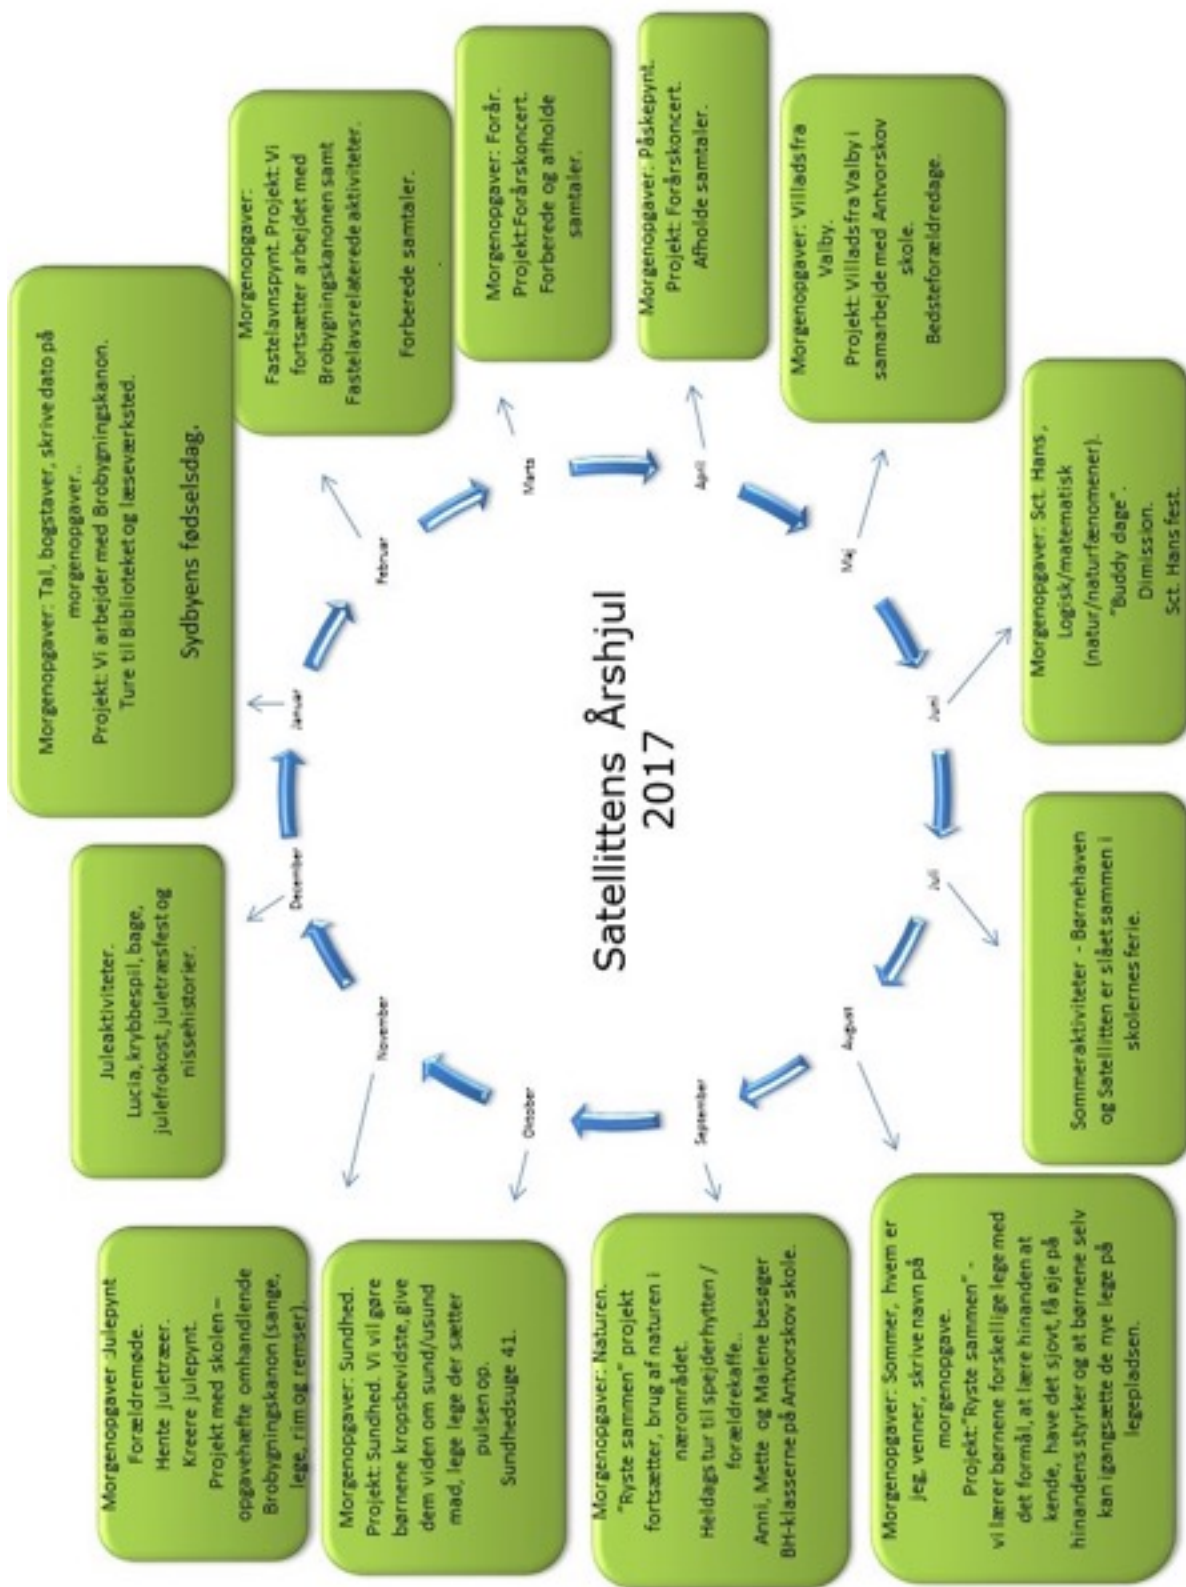 Satellittens Årshjul
2017
Januar
Morgenopgaver: Tal, bogstaver, skrive dato på
morgenopgaver..
Projekt: Vi arbejder med Brobygningskanon.
Ture til Biblioteket og læseværksted.
Sydbyens fødselsdag.
Februar
Morgenopgaver:
Fastelavnspynt. Projekt: Vi
fortsætter arbejdet med
Brobygningskanonen samt
Fastelavsrelaterede aktiviteter.
Forberede samtaler.
Marts
Morgenopgaver: Forår.
Projekt:Forårskoncert.
Forberede og afholde
samtaler.
April
Morgenopgaver: Påskepynt.
Projekt: Forårskoncert.
Afholde samtaler.
Maj
Morgenopgaver: Villads fra
Valby.
Projekt: Villads fra Valby i
samarbejde med Antvorskov
skole.
Bedsteforældredage.
Juni
Morgenopgaver: Sct. Hans,
Logisk/matematisk
(natur/naturfænomener).
"Buddy dage".
Dimission.
Sct. Hans fest.
Juli
Sommeraktiviteter - Børnehaven
og Satellitten er slået sammen i
skolernes ferie.
August
Morgenopgaver: Sommer, hvem er
jeg, venner, skrive navn på
morgenopgave.
Projekt:"Ryste sammen" -
vi lærer børnene forskellige lege med
det formål, at lære hinanden at
kende, have det sjovt, få øje på
hinandens styrker og at børnene selv
kan igangsætte de nye lege på
legepladsen.
September
Morgenopgaver: Naturen.
"Ryste sammen" projekt
fortsætter, brug af naturen i
nærområdet.
Heldags tur til spejderhytten /
forældrekaffe..
Anni, Mette og Malene besøger
BH-klasserne på Antvorskov skole.
Oktober
Morgenopgaver: Sundhed.
Projekt: Sundhed. Vi vil gøre
børnene kropsbevidste, give
dem viden om sund/usund
mad, lege lege der sætter
pulsen op.
Sundhedsuge 41.
November
Morgenopgaver :Julepynt
Forældremøde.
Hente juletræer.
Kreere julepynt.
Projekt med skolen –
opgavehæfte omhandlende
Brobygningskanon (sange,
lege, rim og remser).
December
Juleaktiviteter.
Lucia, krybbespil, bage,
julefrokost, juletræsfest og
nissehistorier.